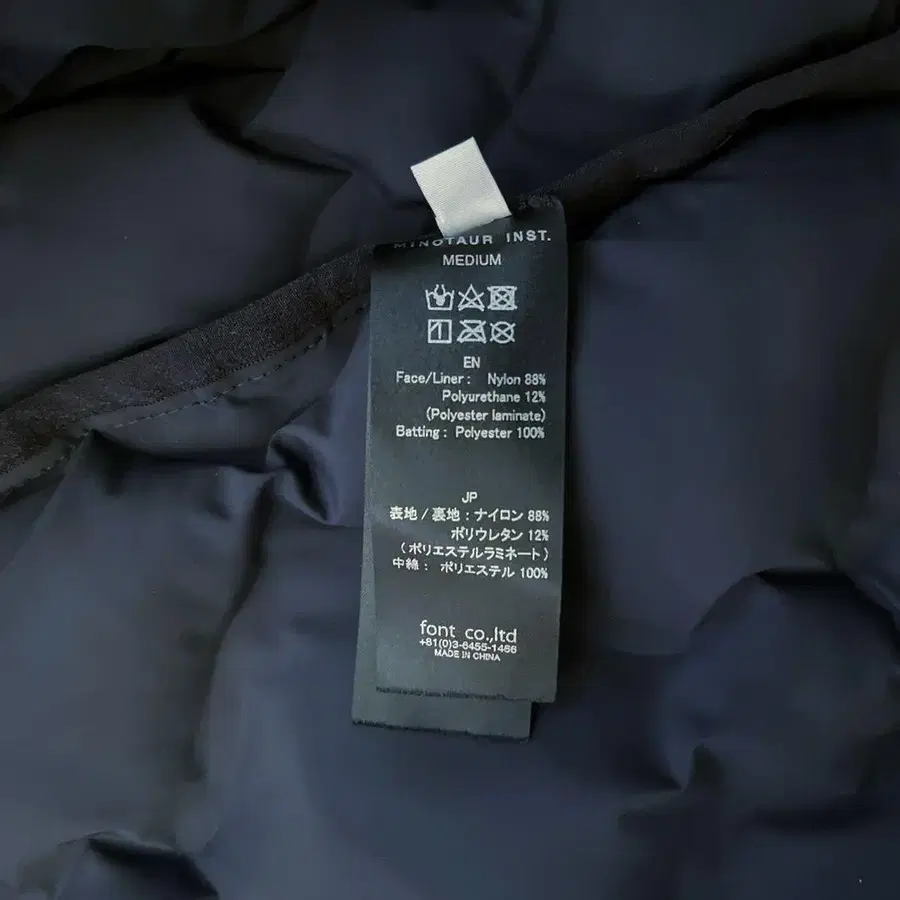 MINOTAUR INST.
MEDIUM
EN
Face/Liner: Nylon 88%
Polyurethane 12%
(Polyester laminate)
Batting: Polyester 100%
JP
表地/裏地:ナイロン 88%
ポリウレタン 12%
(ポリエステルラミネート)
中綿: ポリエステル 100%
font co.,ltd
+81(0)3-6455-1466
MADE IN CHINA